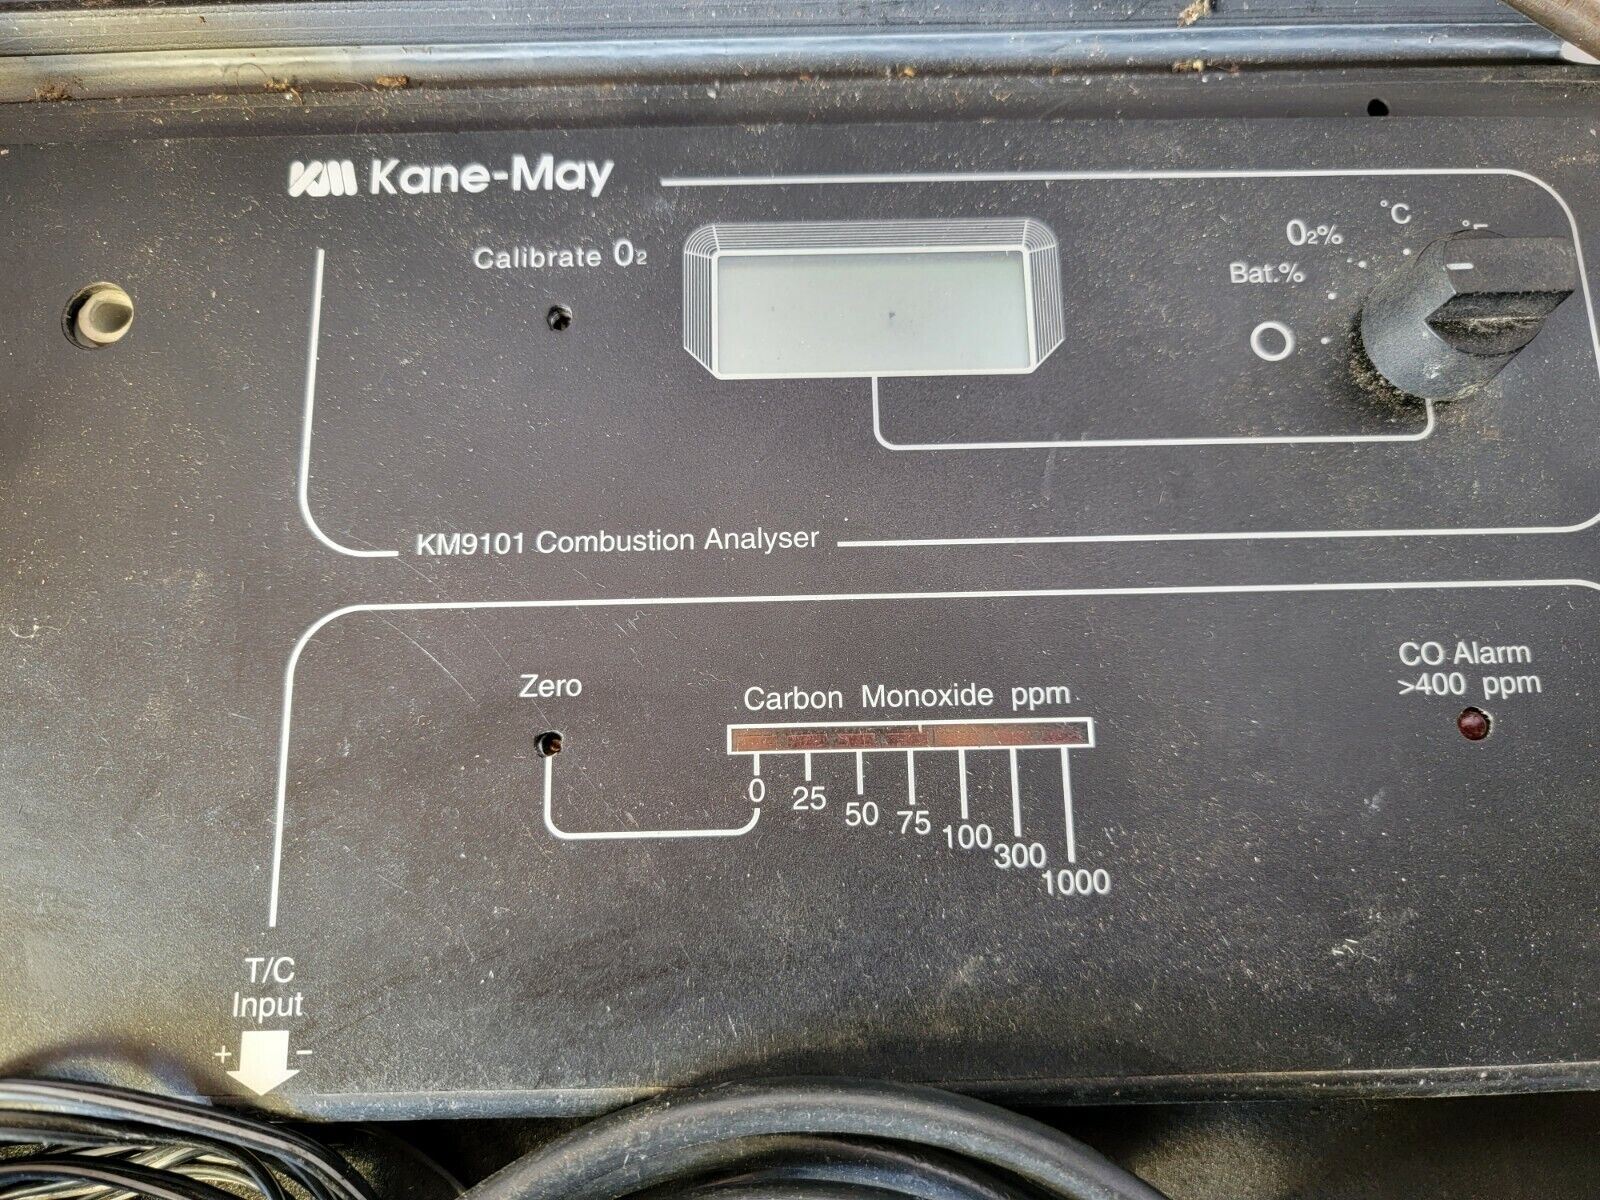 KM Kane-May
Calibrate O2
Bat.%
O2%
°C
O
KM9101 Combustion Analyser
Zero
Carbon Monoxide ppm
0
25
50
75
100
300
1000
CO Alarm
>400 ppm
T/C
Input
+ −